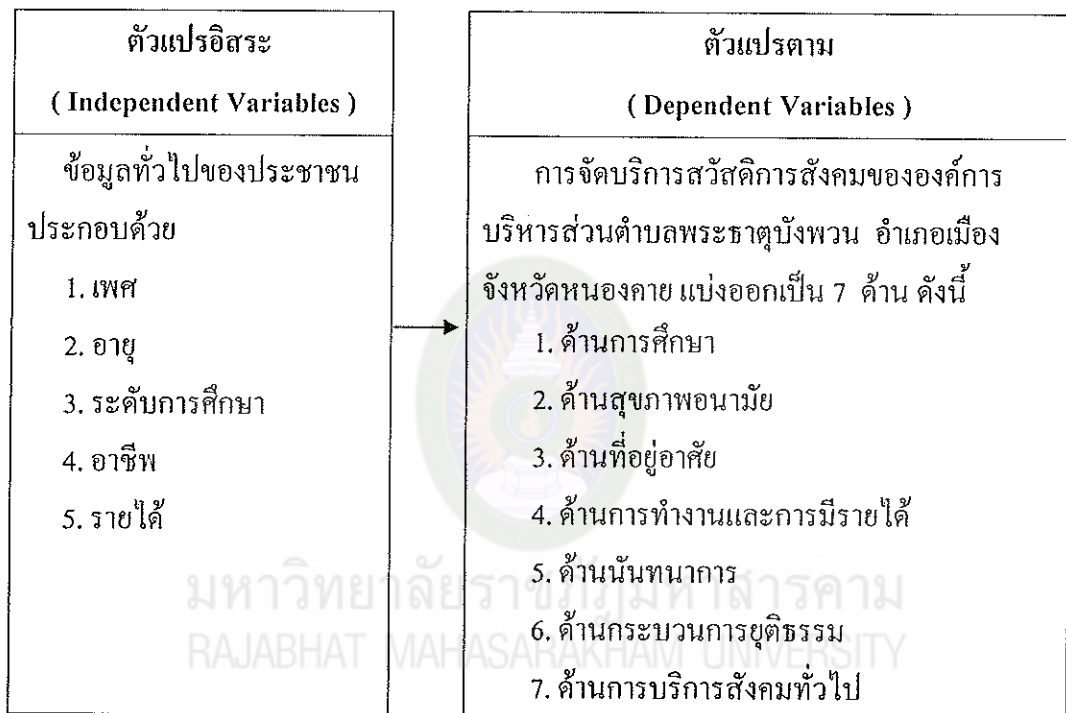 ตัวแปรอิสระ
( Independent Variables )
ข้อมูลทั่วไปของประชาชน
ประกอบด้วย
1. เพศ
2. อายุ
3. ระดับการศึกษา
4. อาชีพ
5. รายได้
ตัวแปรตาม
( Dependent Variables )
การจัดบริการสวัสดิการสังคมขององค์การ
บริหารส่วนตำบลพระธาตุบังพวน อำเภอเมือง
จังหวัดหนองคาย แบ่งออกเป็น 7 ด้าน ดังนี้
1. ด้านการศึกษา
2. ด้านสุขภาพอนามัย
3. ด้านที่อยู่อาศัย
4. ด้านการทำงานและการมีรายได้
5. ด้านนันทนาการ
6. ด้านกระบวนการยุติธรรม
7. ด้านการบริการสังคมทั่วไป
มหาวิทยาลัยราชภัฏมหาสารคาม
RAJABHAT MAHASARAKHAM UNIVERSITY